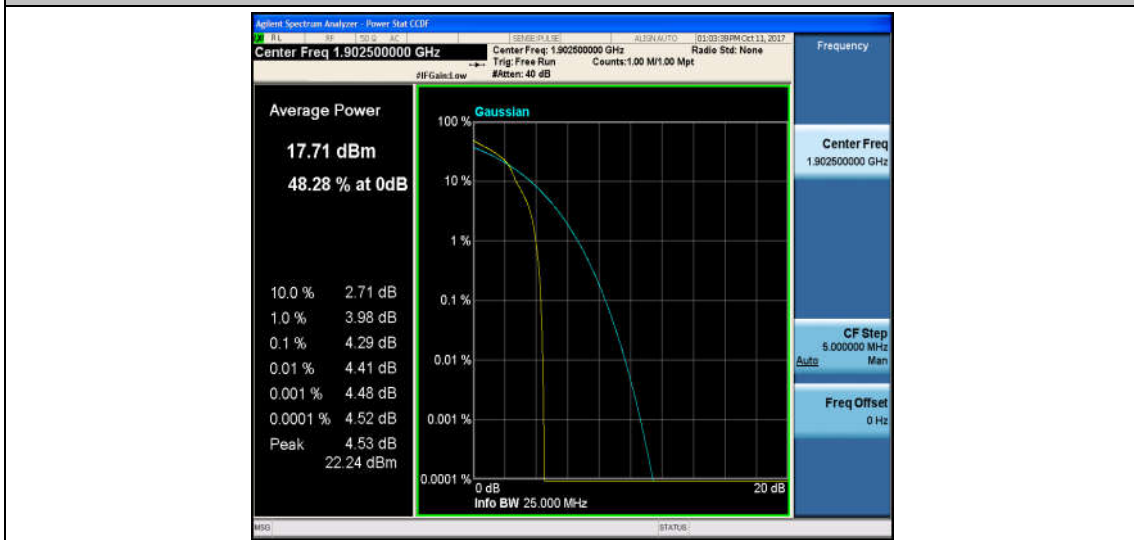 Agilent Spectrum Analyzer - Power Stat CCDF
RL RF 50 Ω AC SENSE:PULSE ALIGN AUTO 01:03:39 PM Oct 11, 2017
Center Freq 1.902500000 GHz
Center Freq: 1.902500000 GHz Radio Std: None
Trig: Free Run Counts:1.00 M/1.00 Mpt
#IFGain:Low #Atten: 40 dB
Frequency
Average Power
17.71 dBm
48.28 % at 0dB
10.0 % 2.71 dB
1.0 % 3.98 dB
0.1 % 4.29 dB
0.01 % 4.41 dB
0.001 % 4.48 dB
0.0001 % 4.52 dB
Peak 4.53 dB
22.24 dBm
Gaussian
100 %
10 %
1 %
0.1 %
0.01 %
0.001 %
0.0001 %
0 dB 20 dB
Info BW 25.000 MHz
Center Freq
1.902500000 GHz
CF Step
5.000000 MHz
Auto Man
Freq Offset
0 Hz
MSG STATUS